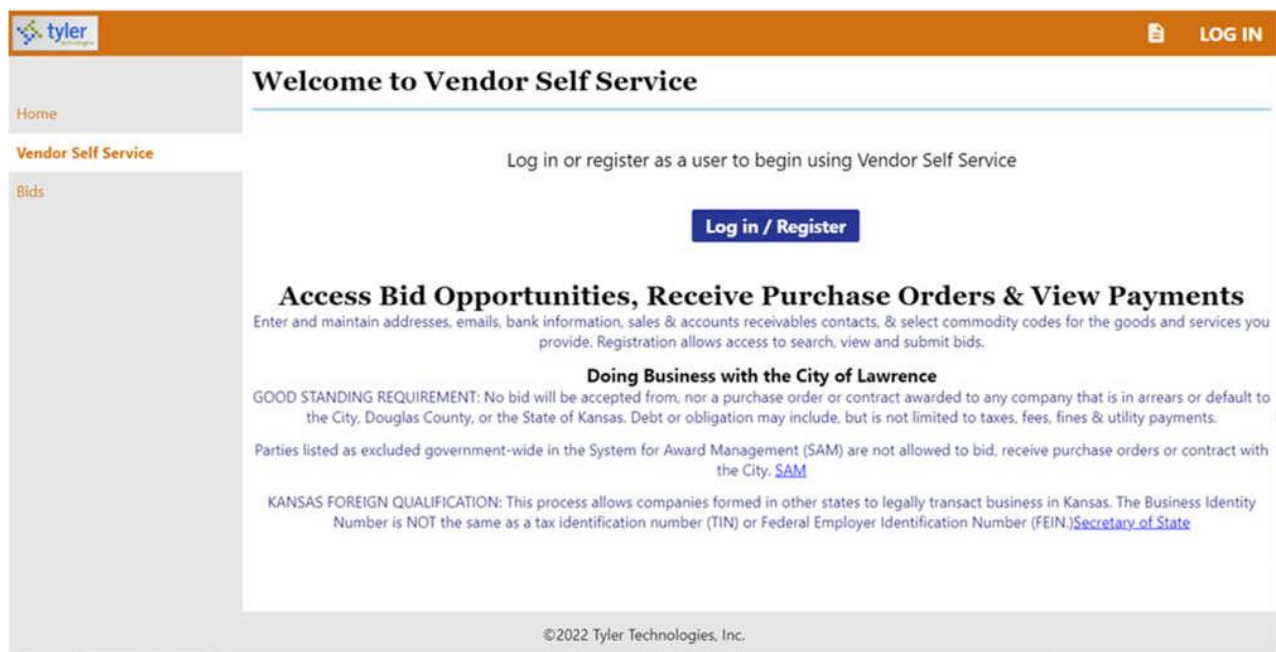 tyler
technologies
LOG IN
Welcome to Vendor Self Service
Home
Vendor Self Service
Bids
Log in or register as a user to begin using Vendor Self Service
Log in / Register
Access Bid Opportunities, Receive Purchase Orders & View Payments
Enter and maintain addresses, emails, bank information, sales & accounts receivables contacts, & select commodity codes for the goods and services you
provide. Registration allows access to search, view and submit bids.
Doing Business with the City of Lawrence
GOOD STANDING REQUIREMENT: No bid will be accepted from, nor a purchase order or contract awarded to any company that is in arrears or default to
the City, Douglas County, or the State of Kansas. Debt or obligation may include, but is not limited to taxes, fees, fines & utility payments.
Parties listed as excluded government-wide in the System for Award Management (SAM) are not allowed to bid, receive purchase orders or contract with
the City. SAM
KANSAS FOREIGN QUALIFICATION: This process allows companies formed in other states to legally transact business in Kansas. The Business Identity
Number is NOT the same as a tax identification number (TIN) or Federal Employer Identification Number (FEIN.)Secretary of State
©2022 Tyler Technologies, Inc.